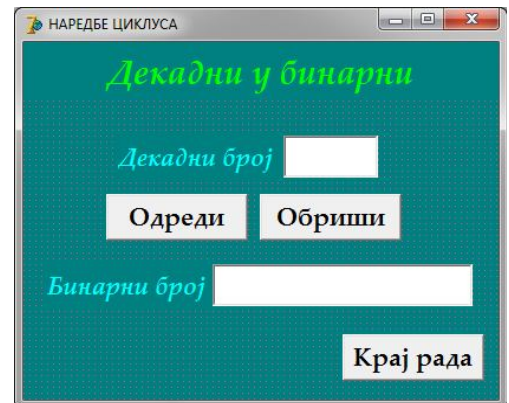 НАРЕДБЕ ЦИКЛУСА
Декадни у бинарни
Декадни број
Одреди Обриши
Бинарни број
Крај рада